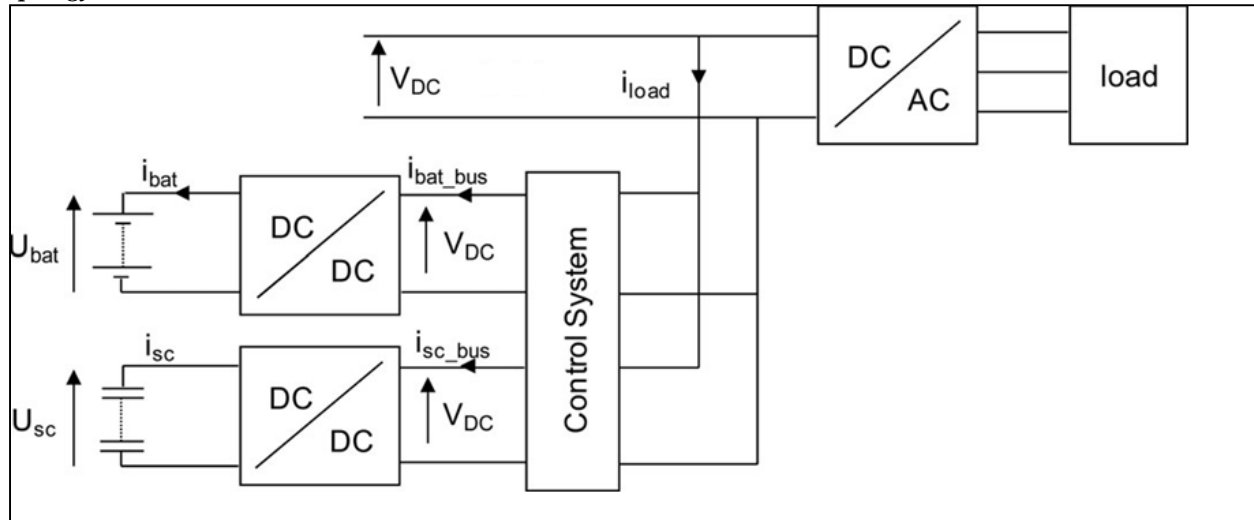 V_DC
i_load
DC
AC
load
i_bat
i_bat_bus
U_bat
DC
DC
V_DC
Control System
i_sc
i_sc_bus
U_sc
DC
DC
V_DC